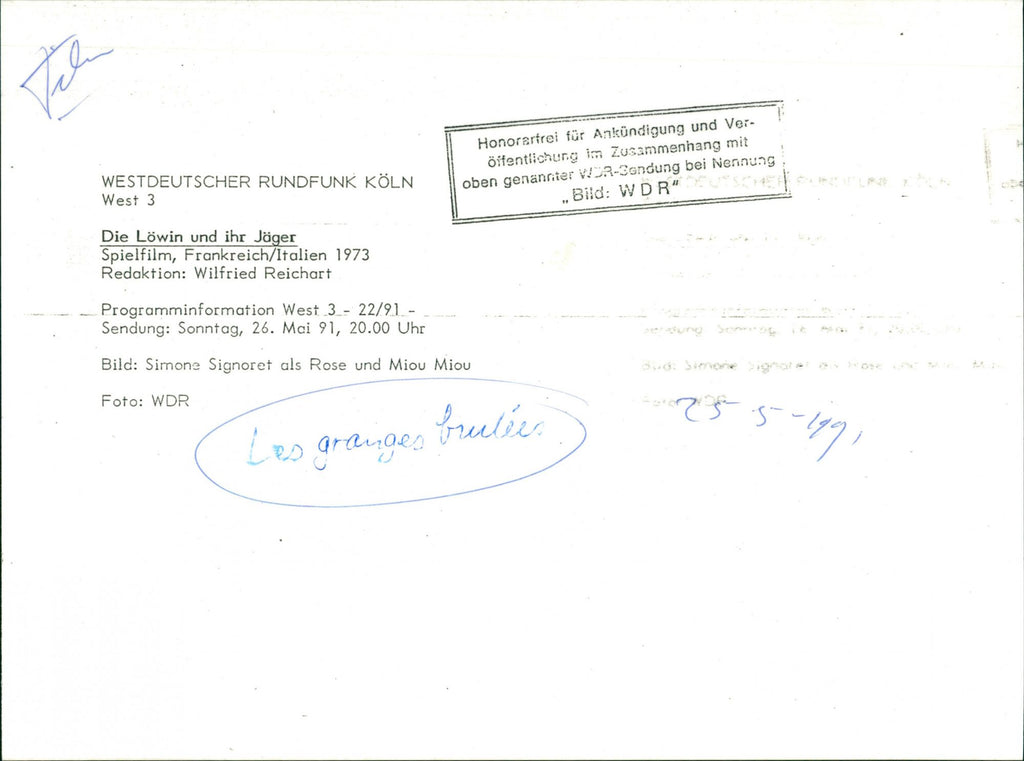 Film
Honorarfrei für Ankündigung und Ver-
öffentlichung im Zusammenhang mit
oben genannter WDR-Sendung bei Nennung
„Bild: WDR"
WESTDEUTSCHER RUNDFUNK KÖLN
West 3
Die Löwin und ihr Jäger
Spielfilm, Frankreich/Italien 1973
Redaktion: Wilfried Reichart
Programminformation West 3 - 22/91 -
Sendung: Sonntag, 26. Mai 91, 20.00 Uhr
Bild: Simone Signoret als Rose und Miou Miou
Foto: WDR
25-5-1991
Les granges brulées